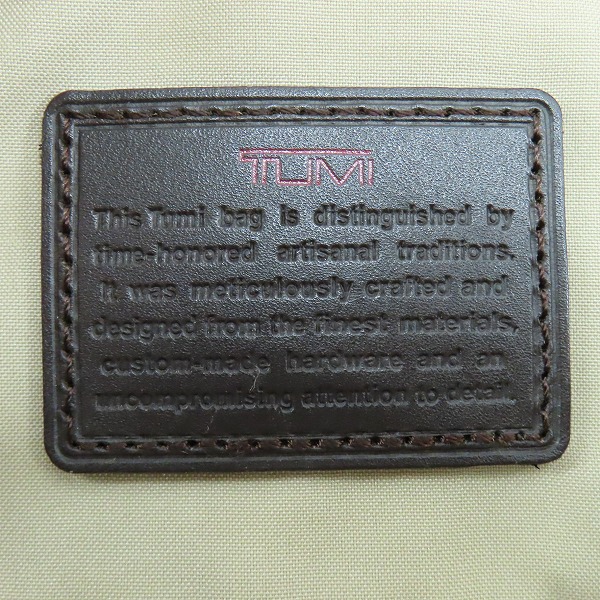 TUMI
This Tumi bag is distinguished by
time-honored artisanal traditions.
It was meticulously crafted and
designed from the finest materials,
custom-made hardware and an
uncompromising attention to detail.